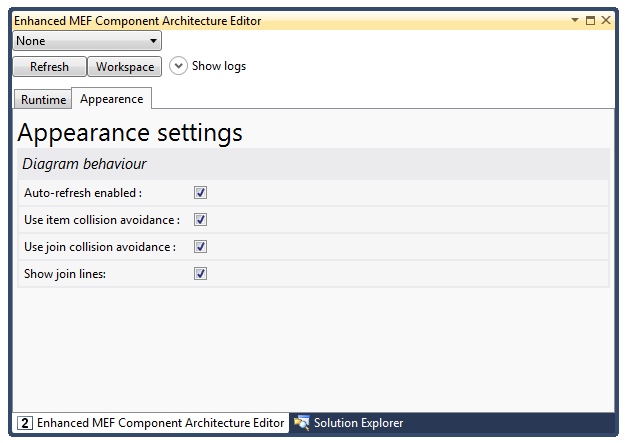 Enhanced MEF Component Architecture Editor
None
Refresh Workspace Show logs
Runtime Appearence
Appearance settings
Diagram behaviour
Auto-refresh enabled :
Use item collision avoidance :
Use join collision avoidance :
Show join lines:
2 Enhanced MEF Component Architecture Editor Solution Explorer